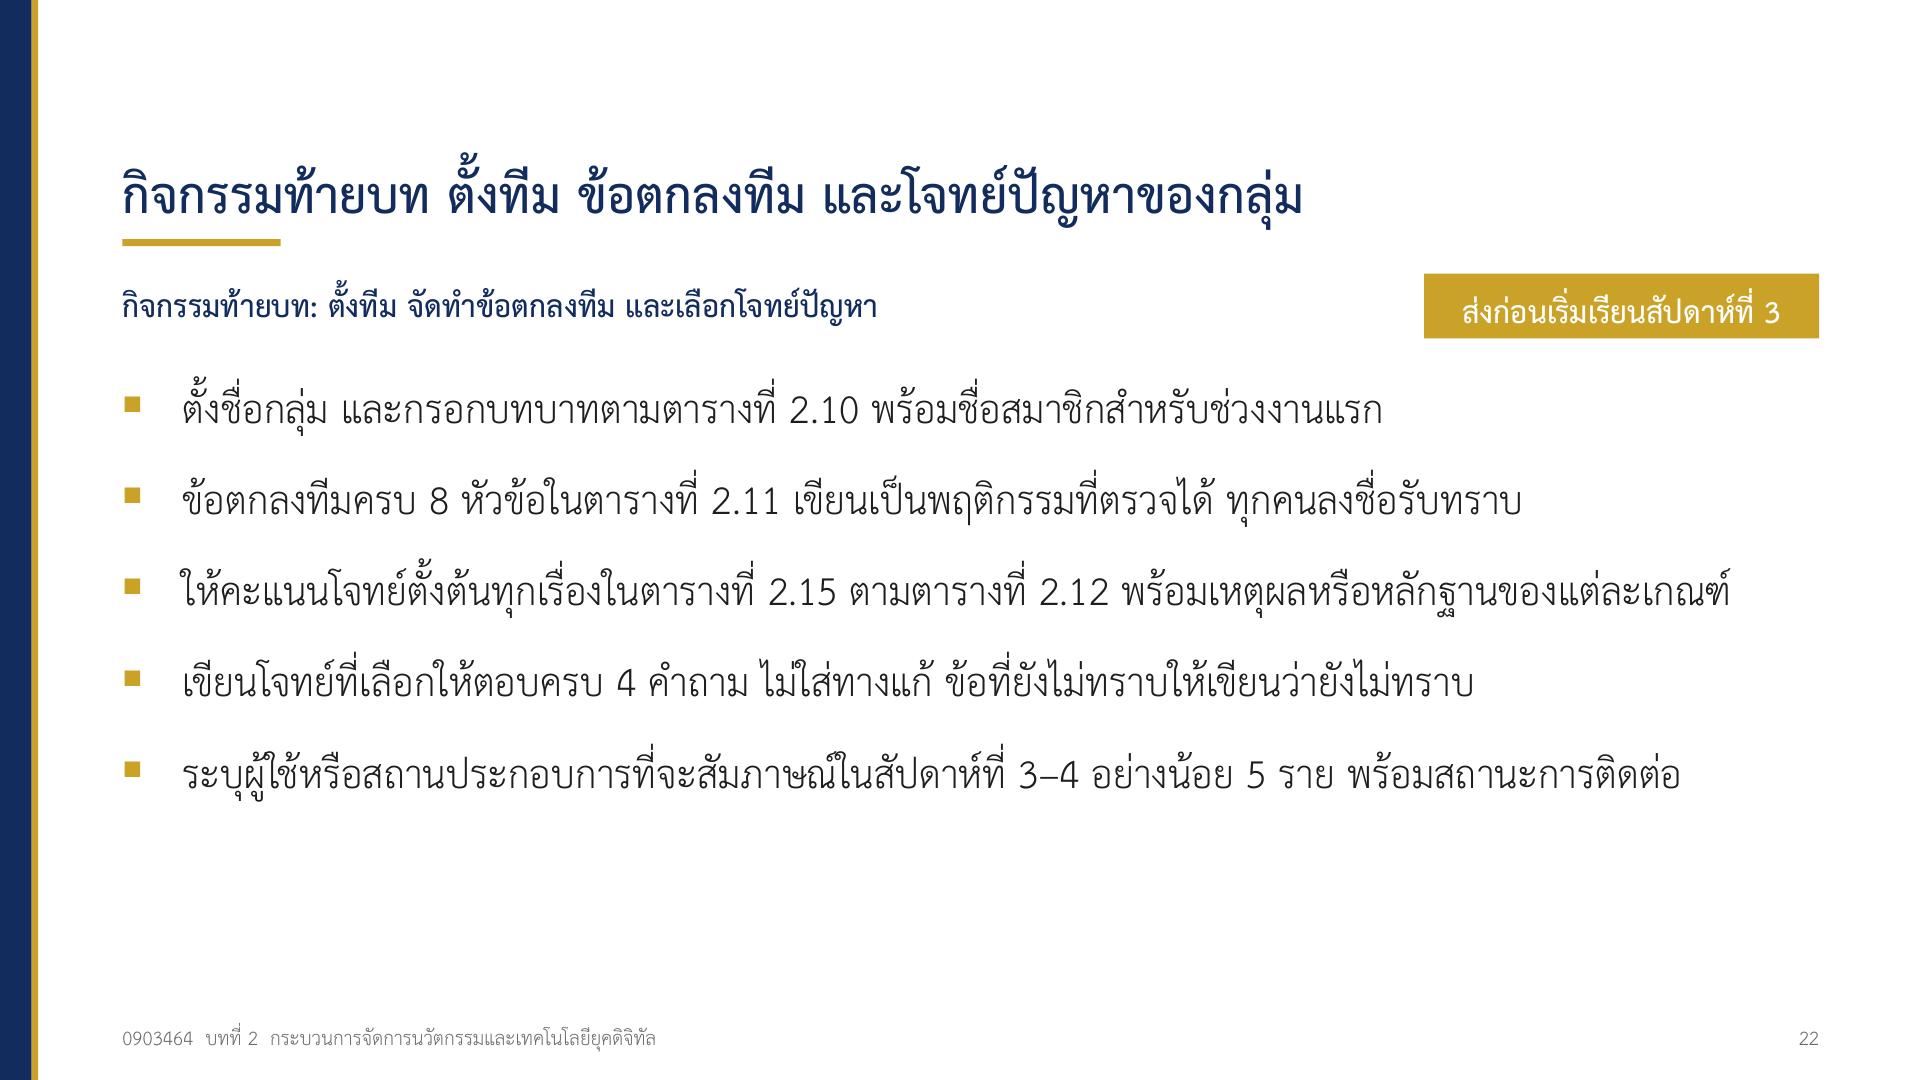 กิจกรรมท้ายบท ตั้งทีม ข้อตกลงทีม และโจทย์ปัญหาของกลุ่ม
กิจกรรมท้ายบท: ตั้งทีม จัดทำข้อตกลงทีม และเลือกโจทย์ปัญหา
ส่งก่อนเริ่มเรียนสัปดาห์ที่ 3
ตั้งชื่อกลุ่ม และกรอกบทบาทตามตารางที่ 2.10 พร้อมชื่อสมาชิกสำหรับช่วงงานแรก
ข้อตกลงทีมครบ 8 หัวข้อในตารางที่ 2.11 เขียนเป็นพฤติกรรมที่ตรวจได้ ทุกคนลงชื่อรับทราบ
ให้คะแนนโจทย์ตั้งต้นทุกเรื่องในตารางที่ 2.15 ตามตารางที่ 2.12 พร้อมเหตุผลหรือหลักฐานของแต่ละเกณฑ์
เขียนโจทย์ที่เลือกให้ตอบครบ 4 คำถาม ไม่ใส่ทางแก้ ข้อที่ยังไม่ทราบให้เขียนว่ายังไม่ทราบ
ระบุผู้ใช้หรือสถานประกอบการที่จะสัมภาษณ์ในสัปดาห์ที่ 3–4 อย่างน้อย 5 ราย พร้อมสถานะการติดต่อ
0903464 บทที่ 2 กระบวนการจัดการนวัตกรรมและเทคโนโลยียุคดิจิทัล
22